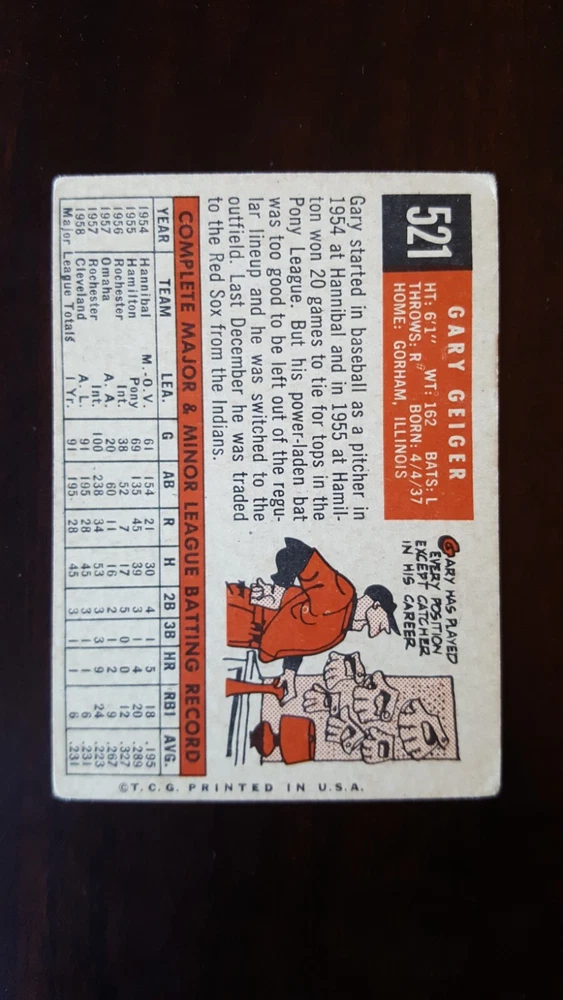 521
GARY GEIGER
HT: 6'1" WT: 162 BATS: L
THROWS: R BORN: 4/4/37
HOME: GORHAM, ILLINOIS
Gary started in baseball as a pitcher in
1954 at Hannibal and in 1955 at Hamil-
ton won 20 games to tie for tops in the
Pony League. But his power-laden bat
was too good to be left out of the regu-
lar lineup and he was switched to the
outfield. Last December he was traded
to the Red Sox from the Indians.
GARY HAS PLAYED
EVERY POSITION
EXCEPT CATCHER
IN HIS CAREER
COMPLETE MAJOR & MINOR LEAGUE BATTING RECORD
YEAR TEAM LEA. G AB R H 2B 3B HR RBI AVG.
1954 Hannibal M.-O.V. 61 154 21 30 4 1 5 18 .195
1955 Hamilton Pony 69 135 45 39 3 1 4 20 .289
1956 Rochester Int. 38 52 7 17 5 0 0 12 .327
1957 Omaha A. A. 20 60 11 16 2 1 2 9 .267
1957 Rochester Int. 100 238 34 53 3 3 9 24 .223
1958 Cleveland A. L. 91 195 28 45 3 1 1 6 .231
Major League Totals 1 Yr. 91 195 28 45 3 1 1 6 .231
©T.C.G. PRINTED IN U.S.A.